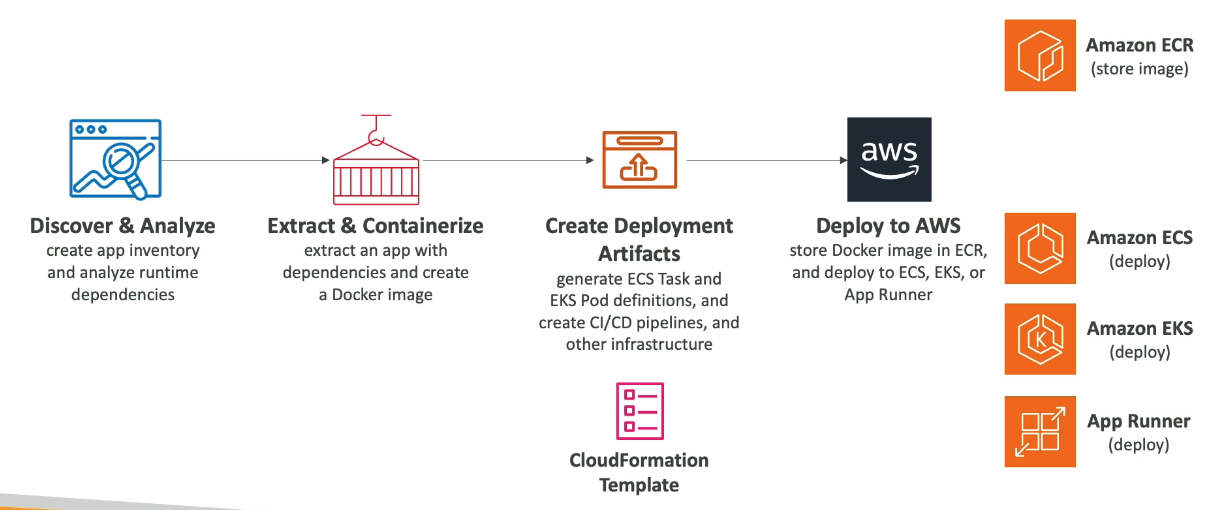 Discover & Analyze
create app inventory
and analyze runtime
dependencies
Extract & Containerize
extract an app with
dependencies and create
a Docker image
Create Deployment
Artifacts
generate ECS Task and
EKS Pod definitions, and
create CI/CD pipelines, and
other infrastructure
CloudFormation
Template
aws
Deploy to AWS
store Docker image in ECR,
and deploy to ECS, EKS, or
App Runner
Amazon ECR
(store image)
Amazon ECS
(deploy)
K
Amazon EKS
(deploy)
App Runner
(deploy)